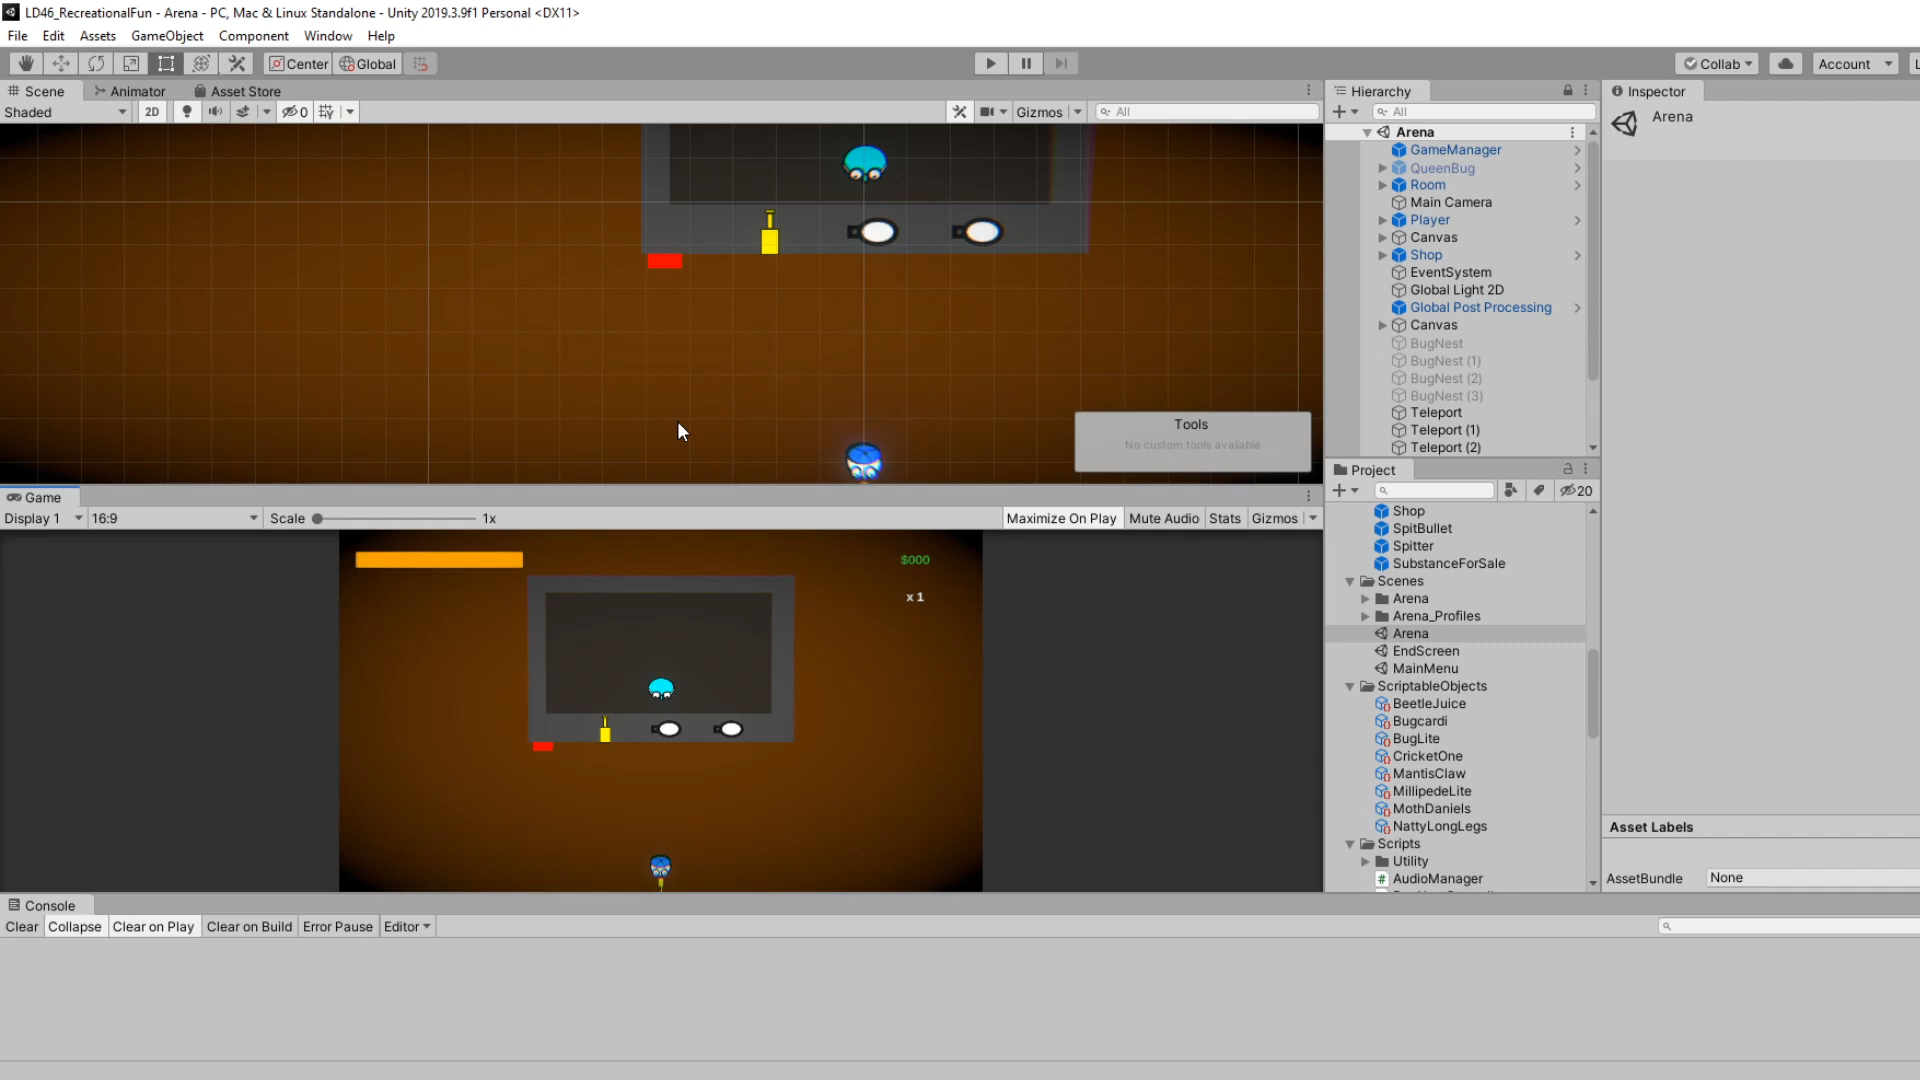 LD46_RecreationalFun - Arena - PC, Mac & Linux Standalone - Unity 2019.3.9f1 Personal <DX11>
File Edit Assets GameObject Component Window Help
Center Global Collab Account L
Scene Animator Asset Store
Shaded 2D 0 Gizmos All
Tools
No custom tools available
Game
Display 1 16:9 Scale 1x Maximize On Play Mute Audio Stats Gizmos
$000
x 1
Hierarchy
All
Arena
GameManager
QueenBug
Room
Main Camera
Player
Canvas
Shop
EventSystem
Global Light 2D
Global Post Processing
Canvas
BugNest
BugNest (1)
BugNest (2)
BugNest (3)
Teleport
Teleport (1)
Teleport (2)
Project
20
Shop
SpitBullet
Spitter
SubstanceForSale
Scenes
Arena
Arena_Profiles
Arena
EndScreen
MainMenu
ScriptableObjects
BeetleJuice
Bugcardi
BugLite
CricketOne
MantisClaw
MillipedeLite
MothDaniels
NattyLongLegs
Scripts
Utility
AudioManager
Inspector
Arena
Asset Labels
AssetBundle None
Console
Clear Collapse Clear on Play Clear on Build Error Pause Editor